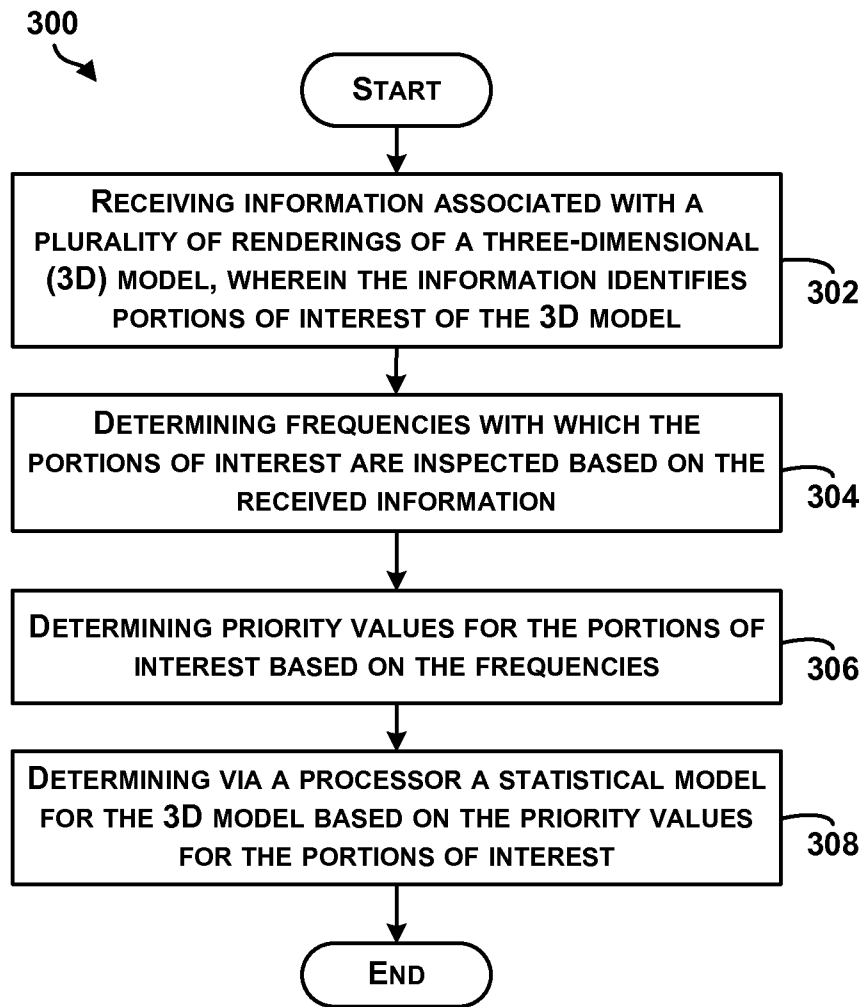 300
START
RECEIVING INFORMATION ASSOCIATED WITH A
PLURALITY OF RENDERINGS OF A THREE-DIMENSIONAL
(3D) MODEL, WHEREIN THE INFORMATION IDENTIFIES
PORTIONS OF INTEREST OF THE 3D MODEL
302
DETERMINING FREQUENCIES WITH WHICH THE
PORTIONS OF INTEREST ARE INSPECTED BASED ON THE
RECEIVED INFORMATION
304
DETERMINING PRIORITY VALUES FOR THE PORTIONS OF
INTEREST BASED ON THE FREQUENCIES
306
DETERMINING VIA A PROCESSOR A STATISTICAL MODEL
FOR THE 3D MODEL BASED ON THE PRIORITY VALUES
FOR THE PORTIONS OF INTEREST
308
END